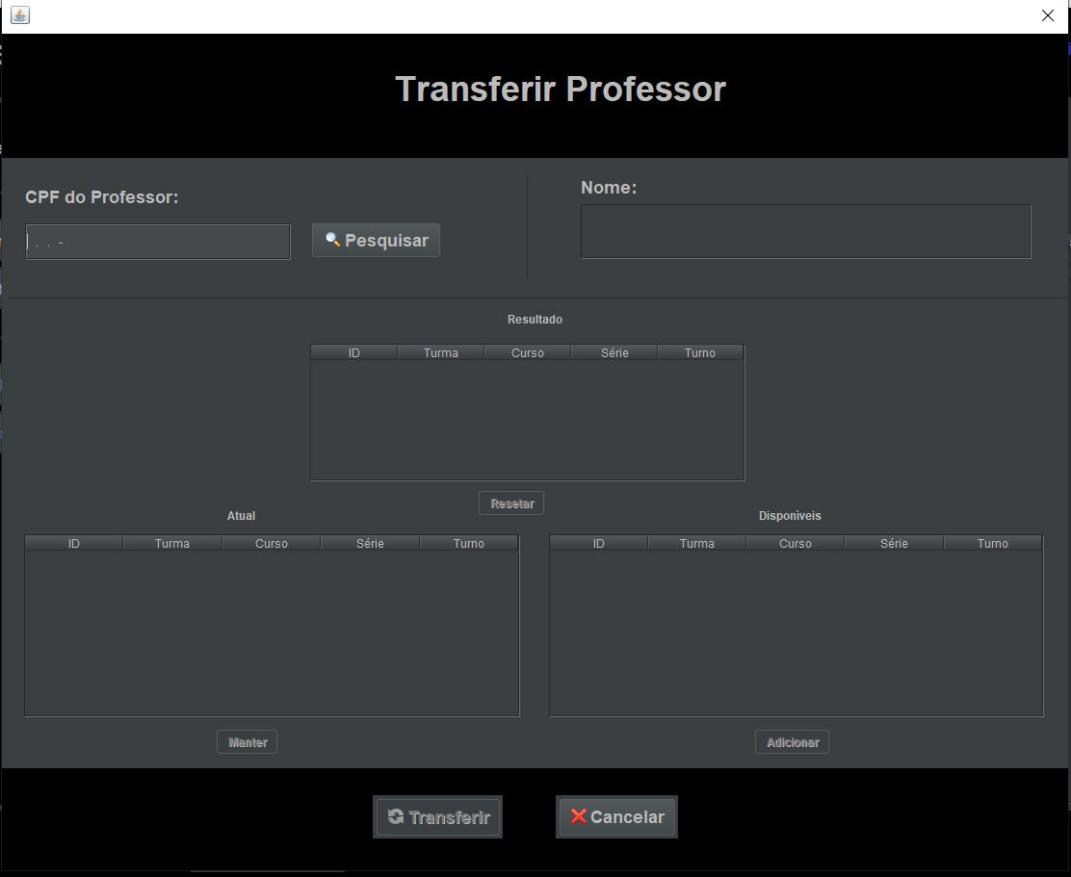 Transferir Professor
CPF do Professor:
. . -
Pesquisar
Nome:
Resultado
ID Turma Curso Série Turno
Resetar
Atual
ID Turma Curso Série Turno
Manter
Disponíveis
ID Turma Curso Série Turno
Adicionar
Transferir
Cancelar